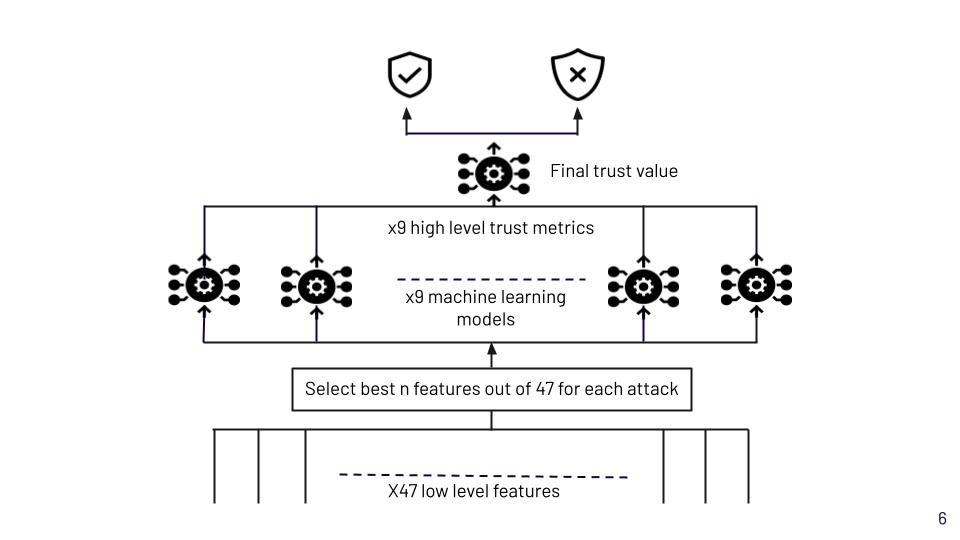 Final trust value
x9 high level trust metrics
x9 machine learning
models
Select best n features out of 47 for each attack
X47 low level features
6